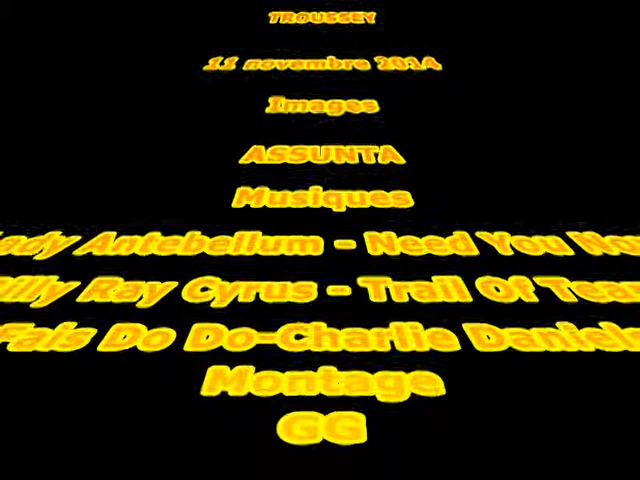 TROUSSEY
11 novembre 2014
Images
ASSUNTA
Musiques
Lady Antebellum - Need You Now
Billy Ray Cyrus - Trail Of Tear
Fais Do Do-Charlie Daniels
Montage
GG